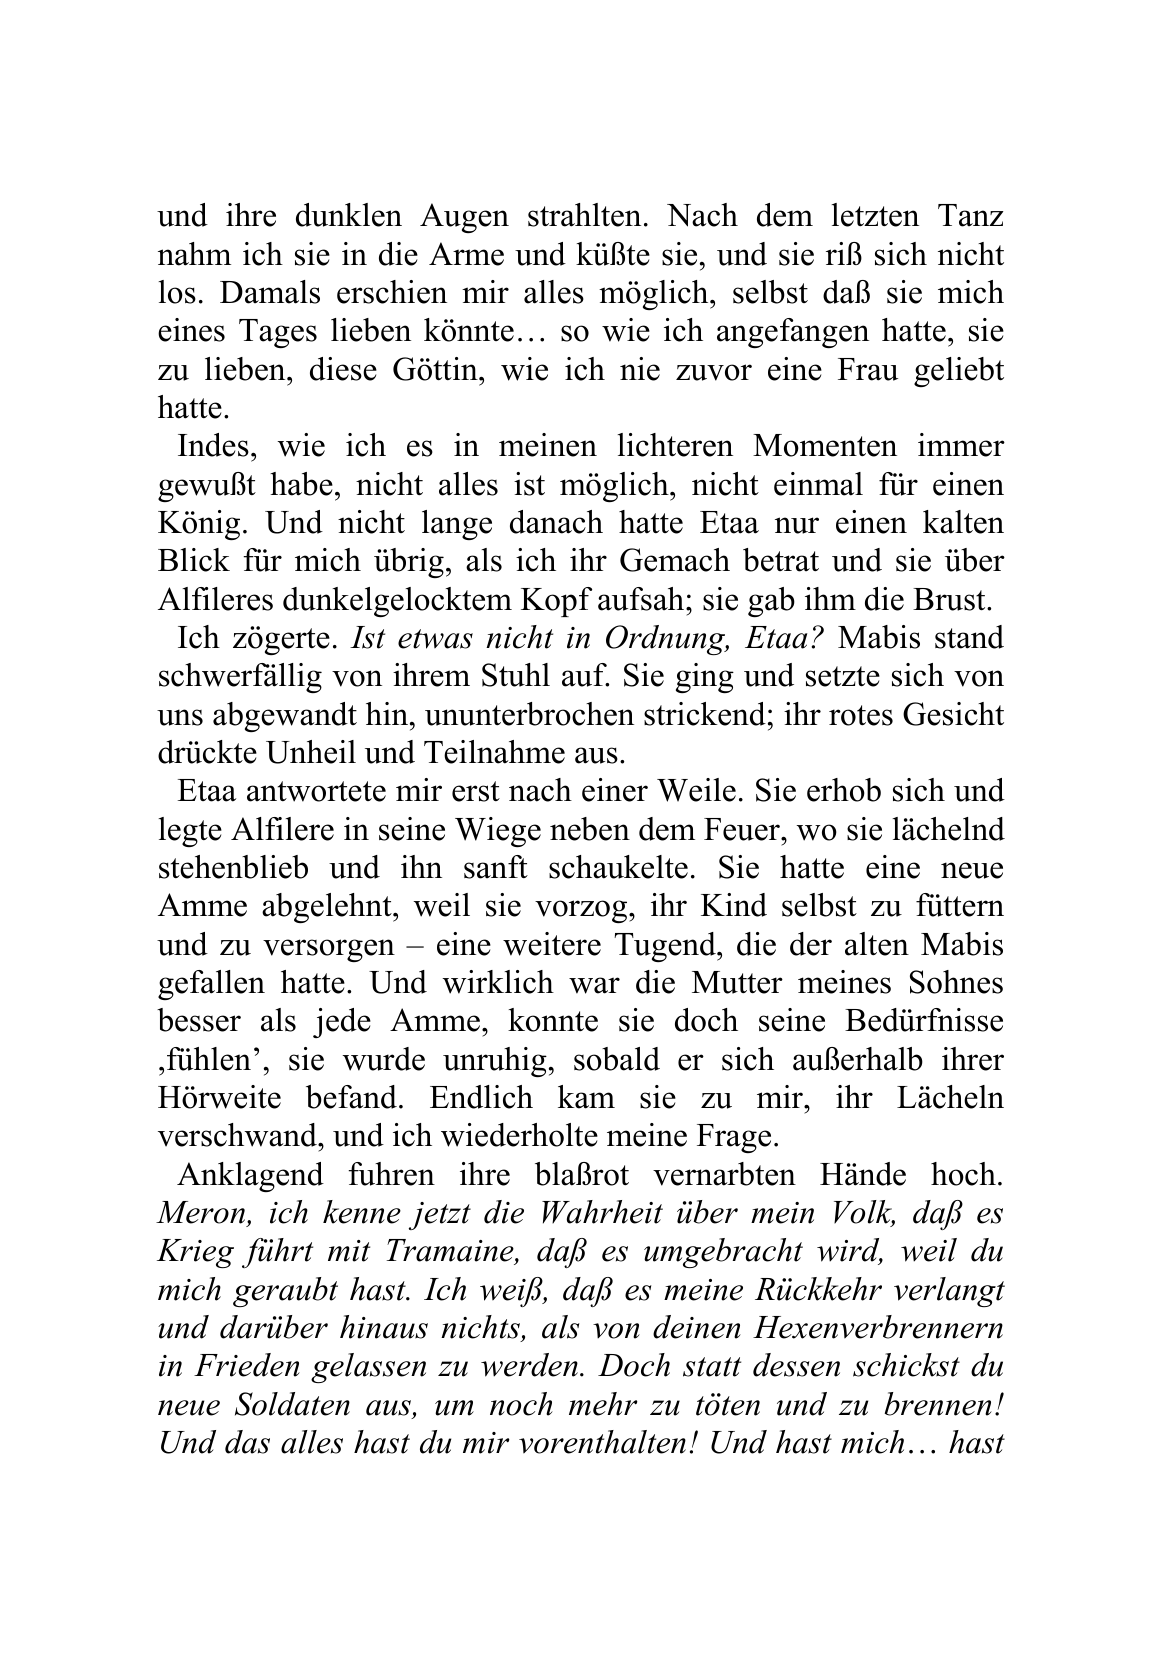 und ihre dunklen Augen strahlten. Nach dem letzten Tanz
nahm ich sie in die Arme und küßte sie, und sie riß sich nicht
los. Damals erschien mir alles möglich, selbst daß sie mich
eines Tages lieben könnte… so wie ich angefangen hatte, sie
zu lieben, diese Göttin, wie ich nie zuvor eine Frau geliebt
hatte.
Indes, wie ich es in meinen lichteren Momenten immer
gewußt habe, nicht alles ist möglich, nicht einmal für einen
König. Und nicht lange danach hatte Etaa nur einen kalten
Blick für mich übrig, als ich ihr Gemach betrat und sie über
Alfileres dunkelgelocktem Kopf aufsah; sie gab ihm die Brust.
Ich zögerte. Ist etwas nicht in Ordnung, Etaa? Mabis stand
schwerfällig von ihrem Stuhl auf. Sie ging und setzte sich von
uns abgewandt hin, ununterbrochen strickend; ihr rotes Gesicht
drückte Unheil und Teilnahme aus.
Etaa antwortete mir erst nach einer Weile. Sie erhob sich und
legte Alfilere in seine Wiege neben dem Feuer, wo sie lächelnd
stehenblieb und ihn sanft schaukelte. Sie hatte eine neue
Amme abgelehnt, weil sie vorzog, ihr Kind selbst zu füttern
und zu versorgen – eine weitere Tugend, die der alten Mabis
gefallen hatte. Und wirklich war die Mutter meines Sohnes
besser als jede Amme, konnte sie doch seine Bedürfnisse
‚fühlen’, sie wurde unruhig, sobald er sich außerhalb ihrer
Hörweite befand. Endlich kam sie zu mir, ihr Lächeln
verschwand, und ich wiederholte meine Frage.
Anklagend fuhren ihre blaßrot vernarbten Hände hoch.
Meron, ich kenne jetzt die Wahrheit über mein Volk, daß es
Krieg führt mit Tramaine, daß es umgebracht wird, weil du
mich geraubt hast. Ich weiß, daß es meine Rückkehr verlangt
und darüber hinaus nichts, als von deinen Hexenverbrennern
in Frieden gelassen zu werden. Doch statt dessen schickst du
neue Soldaten aus, um noch mehr zu töten und zu brennen!
Und das alles hast du mir vorenthalten! Und hast mich… hast